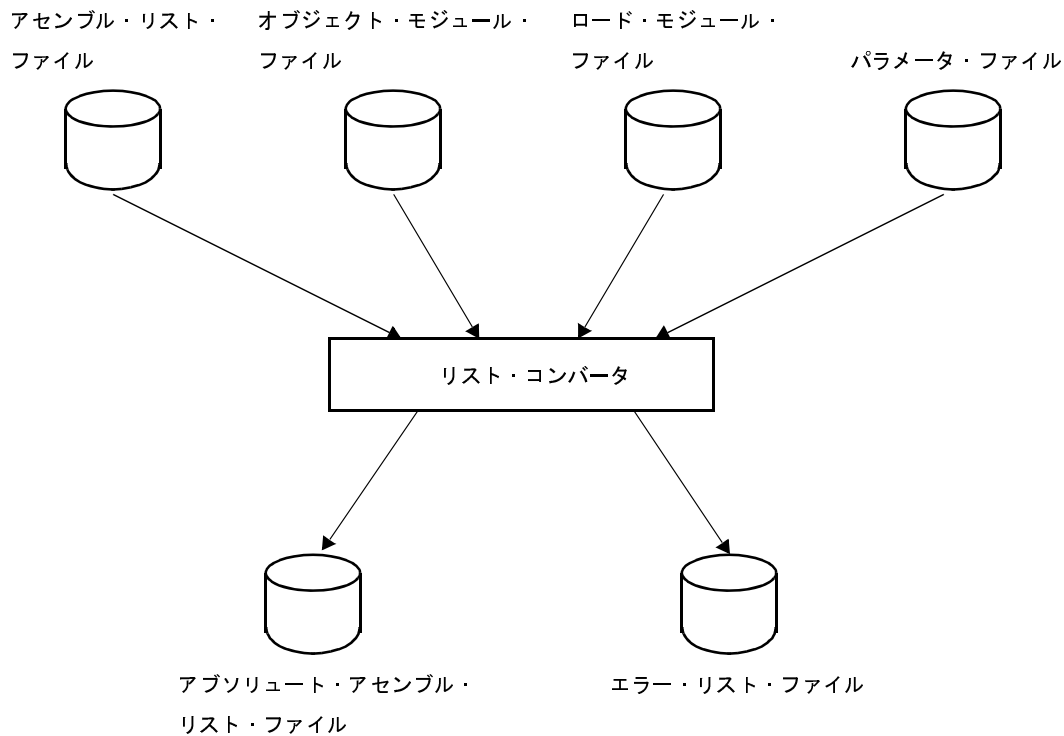 アセンブル・リスト・
ファイル
オブジェクト・モジュール・
ファイル
ロード・モジュール・
ファイル
パラメータ・ファイル
リスト・コンバータ
アブソリュート・アセンブル・
リスト・ファイル
エラー・リスト・ファイル